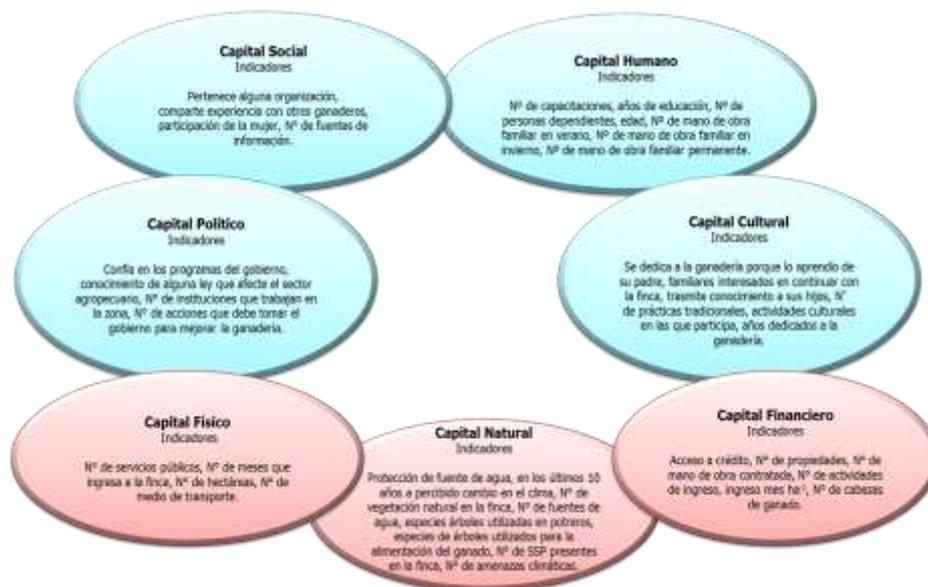 Capital Social
Indicadores
Pertenece alguna organización,
comparte experiencia con otros ganaderos,
participación de la mujer, Nº de fuentes de
información.
Capital Humano
Indicadores
Nº de capacitaciones, años de educación, Nº de
personas dependientes, edad, Nº de mano de obra
familiar en verano, Nº de mano de obra familiar en
invierno, Nº de mano de obra familiar permanente.
Capital Político
Indicadores
Confía en los programas del gobierno,
conocimiento de alguna ley que afecte el sector
agropecuario, Nº de instituciones que trabajan en
la zona, Nº de acciones que debe tomar el
gobierno para mejorar la ganadería.
Capital Cultural
Indicadores
Se dedica a la ganadería porque lo aprendio de
su padre, familiares interesados en continuar con
la finca, trasmite conocimiento a sus hijos, N°
de prácticas tradicionales, actividades culturales
en las que participa, años dedicados a la
ganadería.
Capital Físico
Indicadores
Nº de servicios públicos, Nº de meses que
ingresa a la finca, Nº de hectáreas, Nº de
medio de transporte.
Capital Natural
Indicadores
Protección de fuente de agua, en los últimos 10
años a percibido cambio en el clima, Nº de
vegetación natural en la finca, Nº de fuentes de
agua, especies árboles utilizadas en potreros,
especies de árboles utilizados para la
alimentación del ganado, Nº de SSP presentes
en la finca, Nº de amenazas climáticas.
Capital Financiero
Indicadores
Acceso a crédito, Nº de propiedades, Nº de
mano de obra contratada, Nº de actividades
de ingreso, ingreso mes ha⁻¹, Nº de cabezas
de ganado.